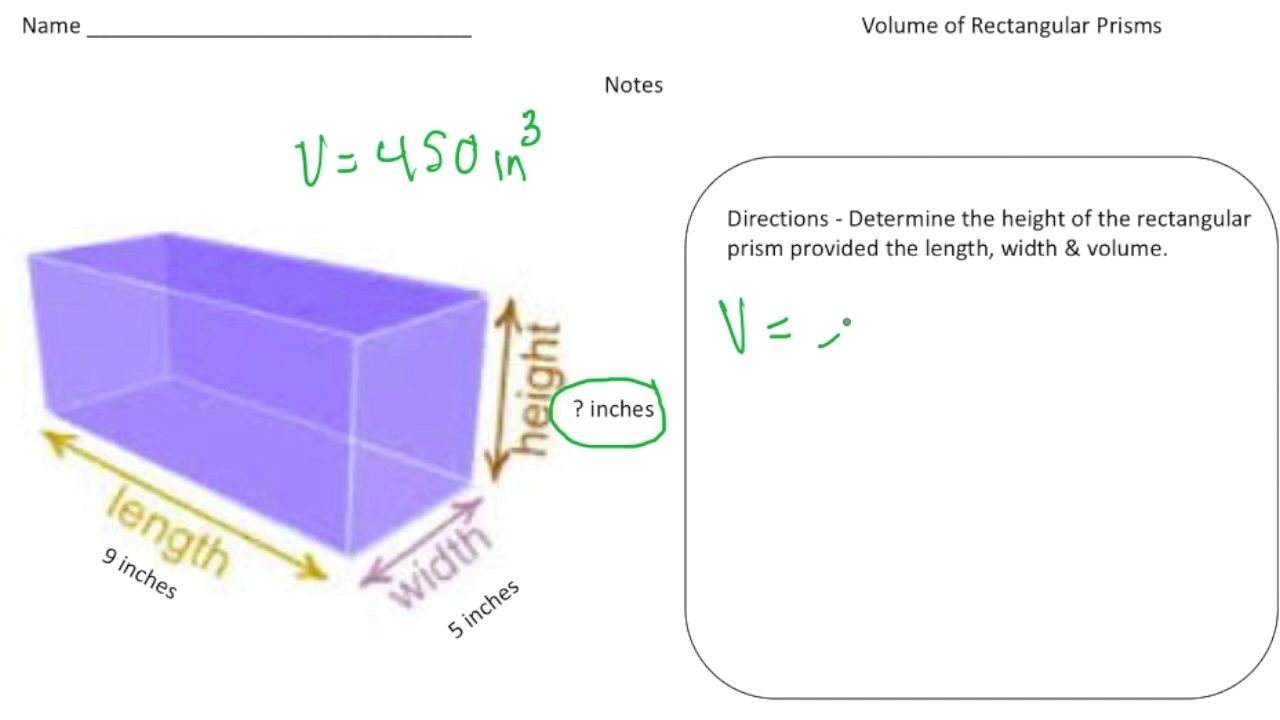 Name
Volume of Rectangular Prisms
Notes
V = 450 in³
Directions - Determine the height of the rectangular
prism provided the length, width & volume.
V =
height
? inches
length
9 inches
width
5 inches